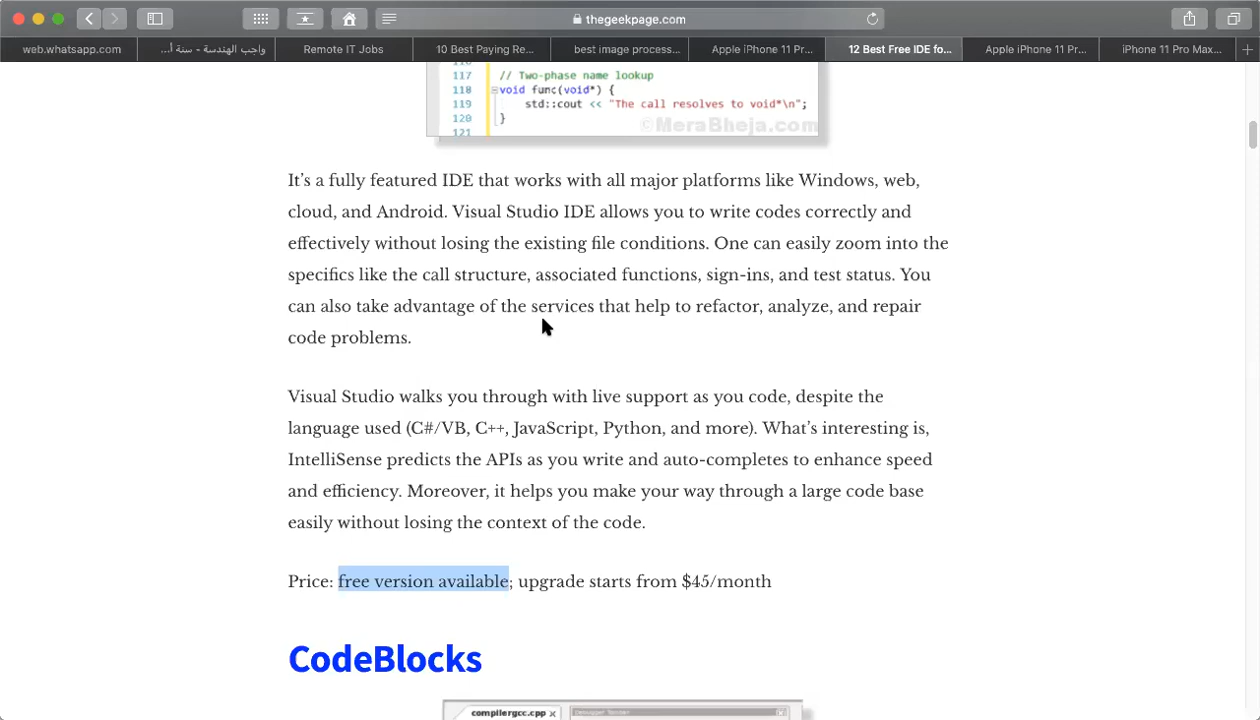 thegeekpage.com
web.whatsapp.com
واجب الهندسة - سنة أ...
Remote IT Jobs
10 Best Paying Re...
best image process...
Apple iPhone 11 Pr...
12 Best Free IDE fo...
Apple iPhone 11 Pr...
iPhone 11 Pro Max...
117 // Two-phase name lookup
118 void func(void*) {
119 std::cout << "The call resolves to void*\n";
120 }
121
©MeraBheja.com
It's a fully featured IDE that works with all major platforms like Windows, web,
cloud, and Android. Visual Studio IDE allows you to write codes correctly and
effectively without losing the existing file conditions. One can easily zoom into the
specifics like the call structure, associated functions, sign-ins, and test status. You
can also take advantage of the services that help to refactor, analyze, and repair
code problems.
Visual Studio walks you through with live support as you code, despite the
language used (C#/VB, C++, JavaScript, Python, and more). What's interesting is,
IntelliSense predicts the APIs as you write and auto-completes to enhance speed
and efficiency. Moreover, it helps you make your way through a large code base
easily without losing the context of the code.
Price: free version available; upgrade starts from $45/month
CodeBlocks
compilergcc.cpp